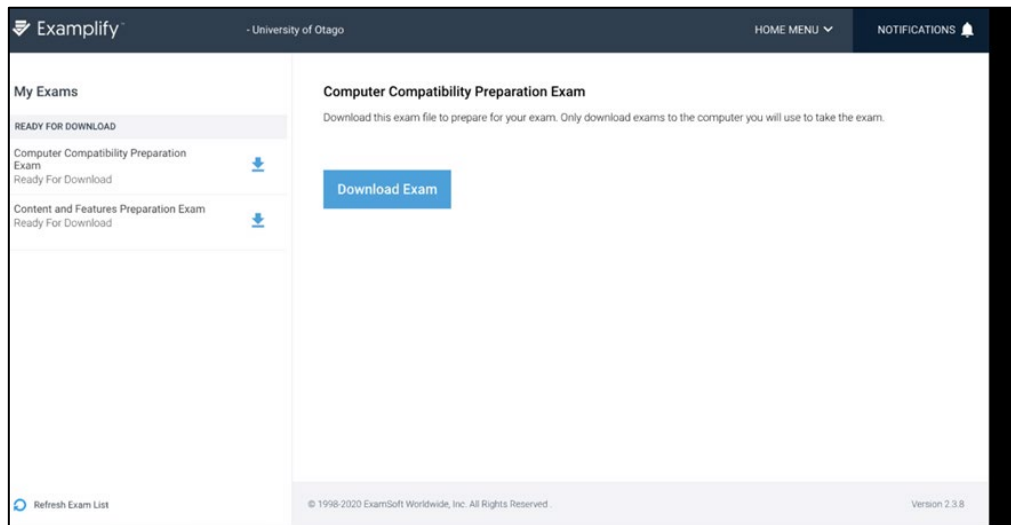 Examplify
- University of Otago
HOME MENU
NOTIFICATIONS
My Exams
READY FOR DOWNLOAD
Computer Compatibility Preparation
Exam
Ready For Download
Content and Features Preparation Exam
Ready For Download
Refresh Exam List
Computer Compatibility Preparation Exam
Download this exam file to prepare for your exam. Only download exams to the computer you will use to take the exam.
Download Exam
© 1998-2020 ExamSoft Worldwide, Inc. All Rights Reserved.
Version 2.3.8